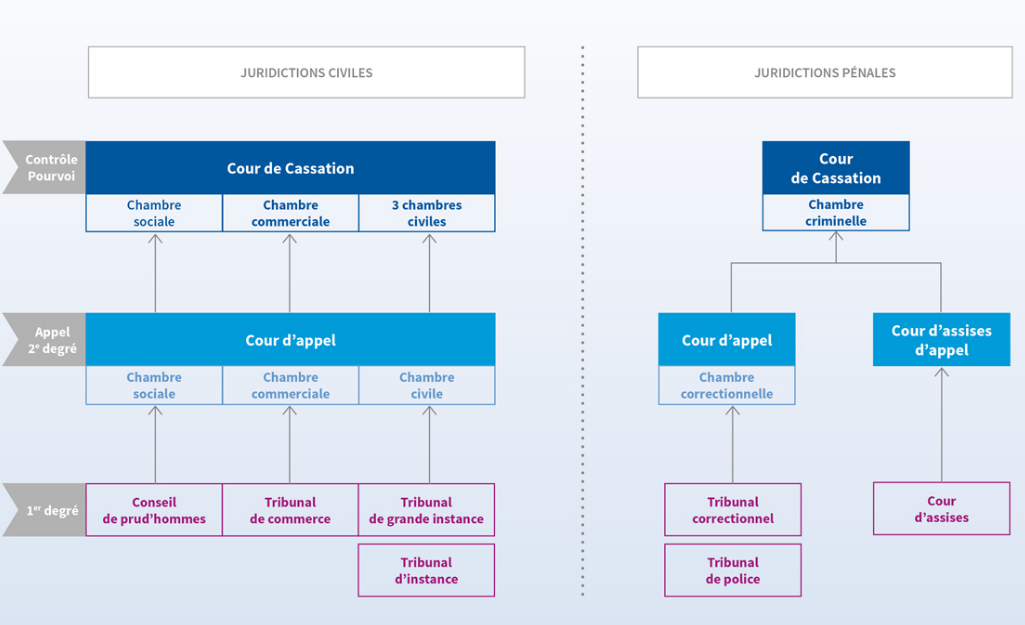 JURIDICTIONS CIVILES
JURIDICTIONS PÉNALES
Contrôle
Pourvoi
Cour de Cassation
Chambre
sociale
Chambre
commerciale
3 chambres
civiles
Cour
de Cassation
Chambre
criminelle
Appel
2e degré
Cour d’appel
Chambre
sociale
Chambre
commerciale
Chambre
civile
Cour d’appel
Chambre
correctionnelle
Cour d’assises
d’appel
1er degré
Conseil
de prud’hommes
Tribunal
de commerce
Tribunal
de grande instance
Tribunal
d’instance
Tribunal
correctionnel
Tribunal
de police
Cour
d’assises